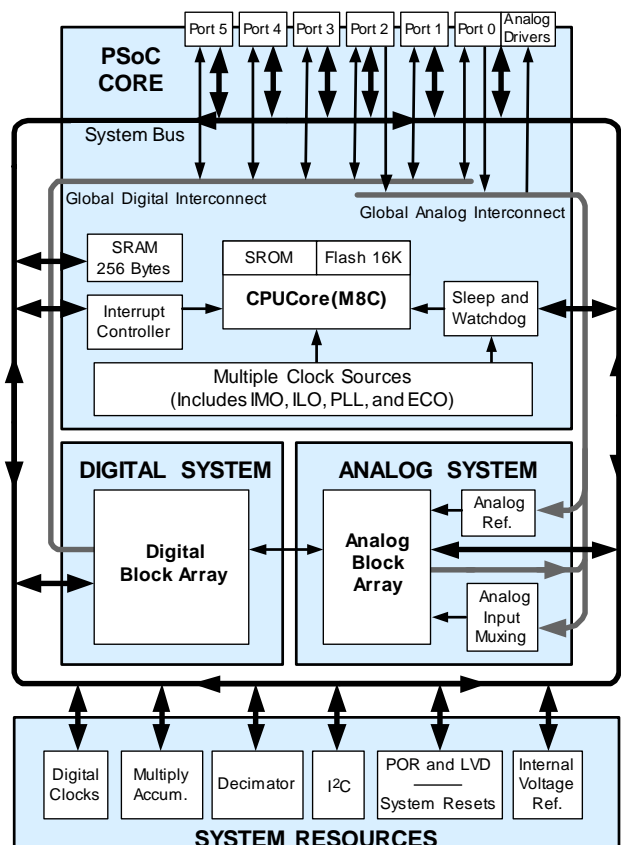 Port 5 Port 4 Port 3 Port 2 Port 1 Port 0 Analog
Drivers
PSoC
CORE
System Bus
Global Digital Interconnect
Global Analog Interconnect
SRAM
256 Bytes
SROM Flash 16K
CPUCore(M8C)
Interrupt
Controller
Sleep and
Watchdog
Multiple Clock Sources
(Includes IMO, ILO, PLL, and ECO)
DIGITAL SYSTEM
Digital
Block Array
ANALOG SYSTEM
Analog
Block
Array
Analog
Ref.
Analog
Input
Muxing
Digital
Clocks
Multiply
Accum.
Decimator
I²C
POR and LVD
System Resets
Internal
Voltage
Ref.
SYSTEM RESOURCES